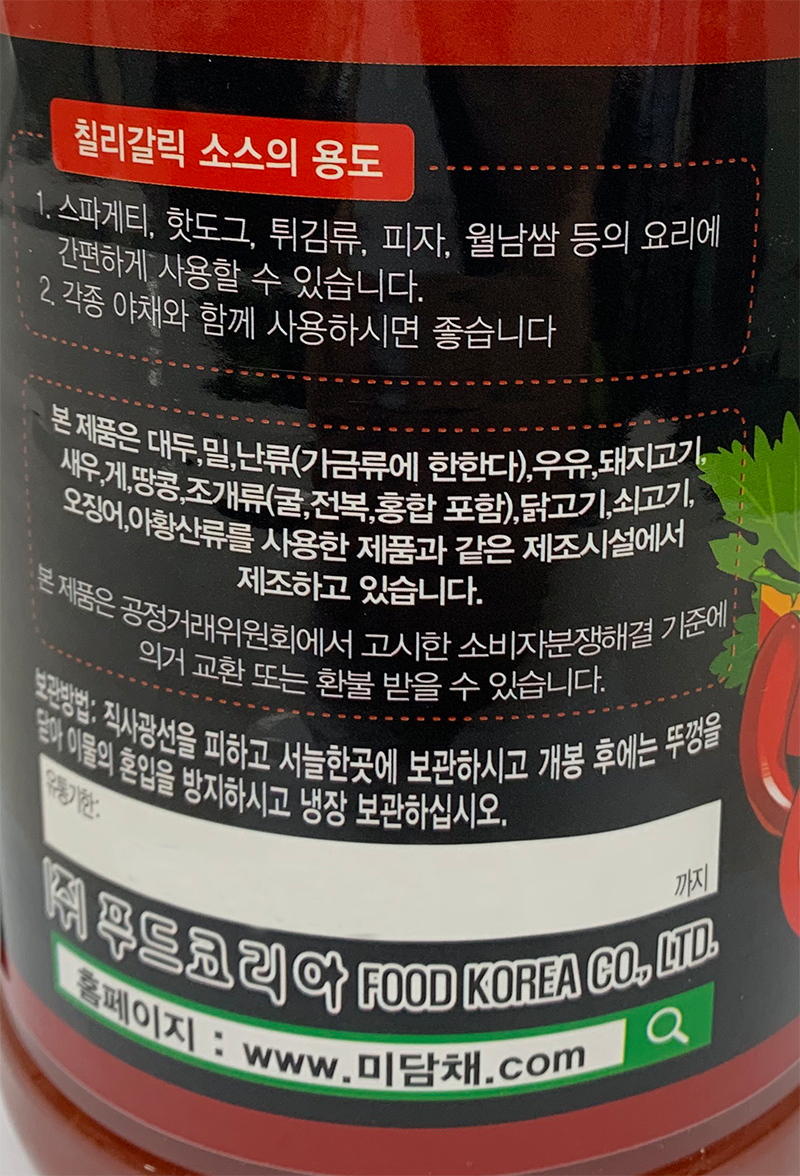 칠리갈릭 소스의 용도
1. 스파게티, 핫도그, 튀김류, 피자, 월남쌈 등의 요리에
간편하게 사용할 수 있습니다.
2. 각종 야채와 함께 사용하시면 좋습니다
본 제품은 대두,밀,난류(가금류에 한한다),우유,돼지고기,
새우,게,땅콩,조개류(굴,전복,홍합 포함),닭고기,쇠고기,
오징어,아황산류를 사용한 제품과 같은 제조시설에서
제조하고 있습니다.
본 제품은 공정거래위원회에서 고시한 소비자분쟁해결 기준에
의거 교환 또는 환불 받을 수 있습니다.
보관방법: 직사광선을 피하고 서늘한곳에 보관하시고 개봉 후에는 뚜껑을
닫아 이물의 혼입을 방지하시고 냉장 보관하십시오.
유통기한:
까지
㈜ 푸드코리아 FOOD KOREA CO., LTD.
홈페이지 : www.미담채.com